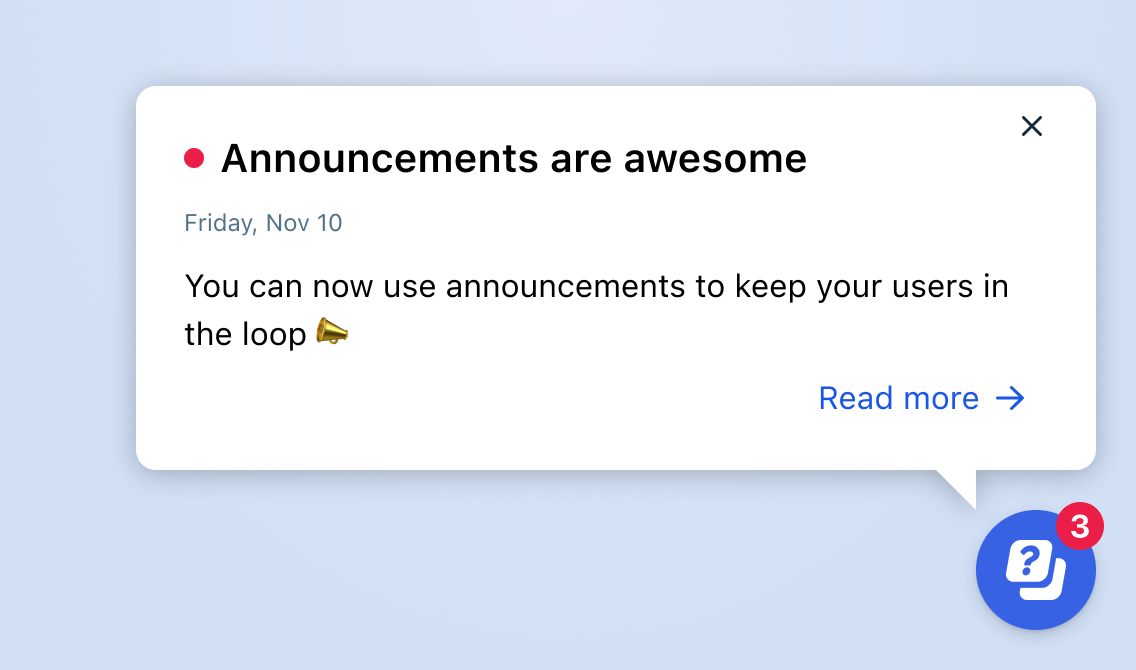 Announcements are awesome
Friday, Nov 10
You can now use announcements to keep your users in
the loop
Read more →
3
?